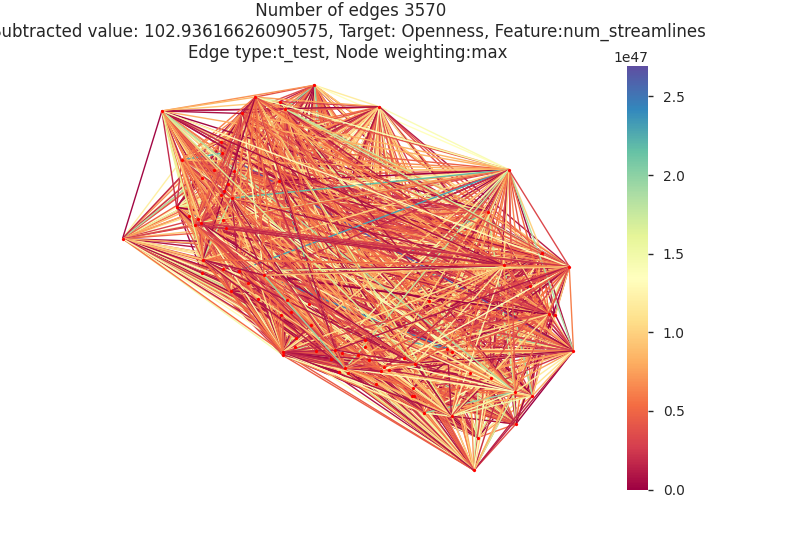 Number of edges 3570
ubtracted value: 102.93616626090575, Target: Openness, Feature:num_streamlines
Edge type:t_test, Node weighting:max
1e47
2.5
2.0
1.5
1.0
0.5
0.0